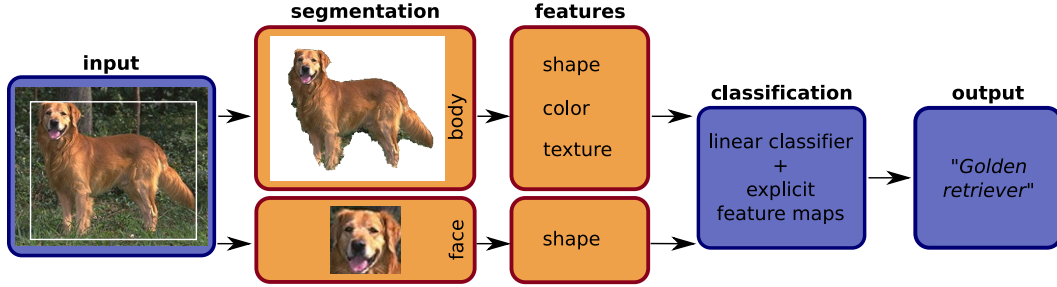 segmentation
features
input
body
shape
color
texture
classification
linear classifier
+
explicit
feature maps
output
"Golden
retriever"
face
shape